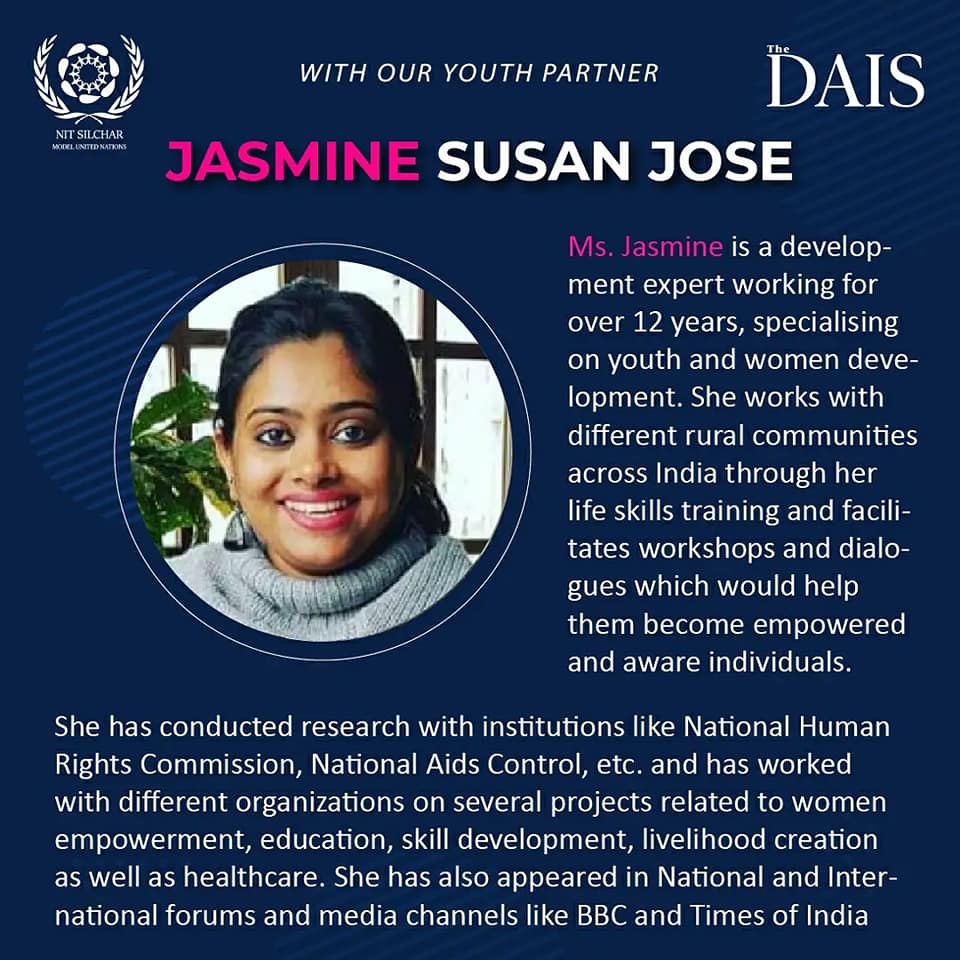 NIT SILCHAR
MODEL UNITED NATIONS
WITH OUR YOUTH PARTNER
The
DAIS
JASMINE SUSAN JOSE
Ms. Jasmine is a develop-
ment expert working for
over 12 years, specialising
on youth and women deve-
lopment. She works with
different rural communities
across India through her
life skills training and facili-
tates workshops and dialo-
gues which would help
them become empowered
and aware individuals.
She has conducted research with institutions like National Human
Rights Commission, National Aids Control, etc. and has worked
with different organizations on several projects related to women
empowerment, education, skill development, livelihood creation
as well as healthcare. She has also appeared in National and Inter-
national forums and media channels like BBC and Times of India